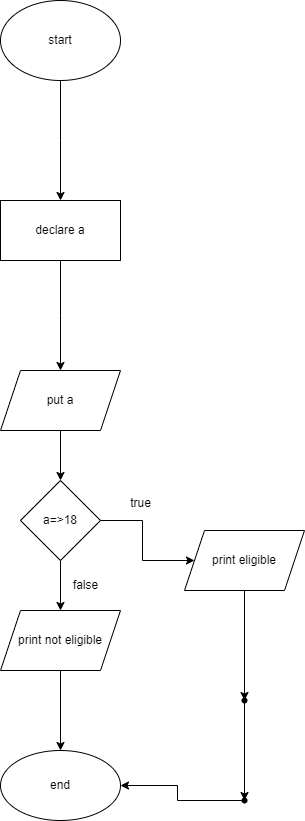 start
declare a
put a
a=>18
true
print eligible
false
print not eligible
end